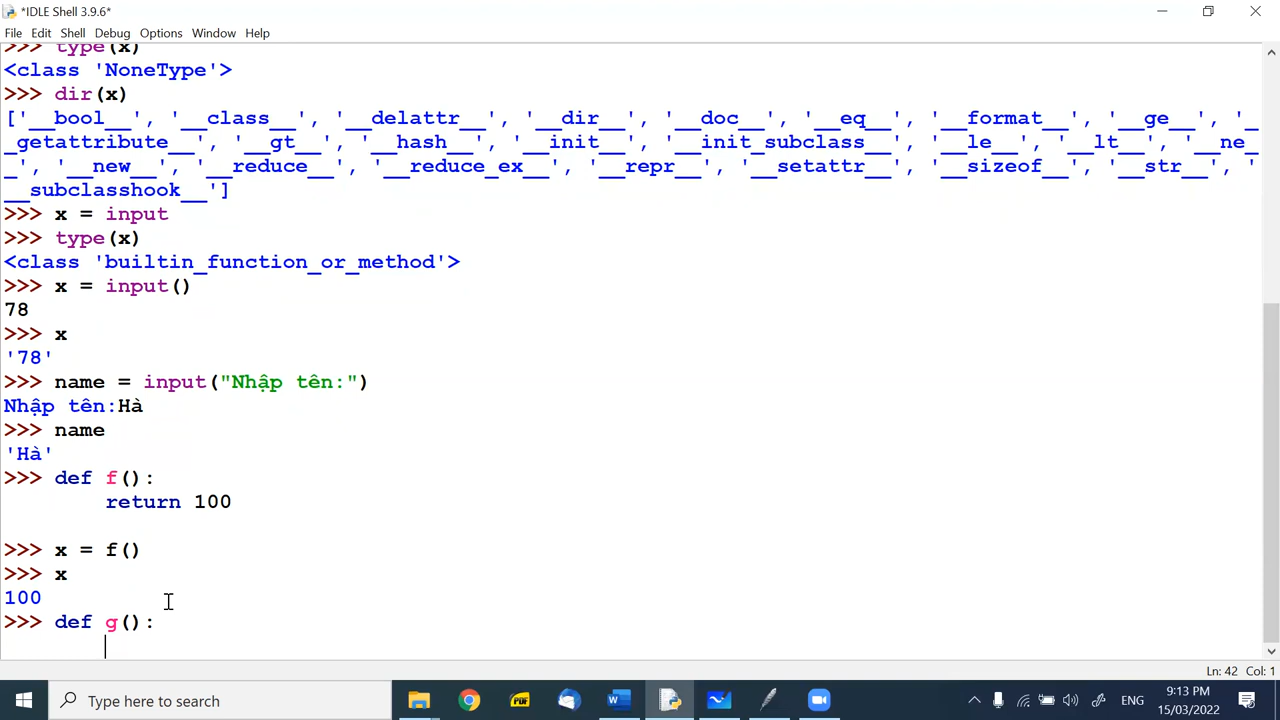 *IDLE Shell 3.9.6*
File Edit Shell Debug Options Window Help
>>> type(x)
<class 'NoneType'>
>>> dir(x)
['__bool__', '__class__', '__delattr__', '__dir__', '__doc__', '__eq__', '__format__', '__ge__', '_
_getattribute__', '__gt__', '__hash__', '__init__', '__init_subclass__', '__le__', '__lt__', '__ne_
_', '__new__', '__reduce__', '__reduce_ex__', '__repr__', '__setattr__', '__sizeof__', '__str__', '
__subclasshook__']
>>> x = input
>>> type(x)
<class 'builtin_function_or_method'>
>>> x = input()
78
>>> x
'78'
>>> name = input("Nhập tên:")
Nhập tên:Hà
>>> name
'Hà'
>>> def f():
return 100
>>> x = f()
>>> x
100
>>> def g():
Ln: 42 Col: 1
Type here to search
PDF
W
ENG
9:13 PM
15/03/2022